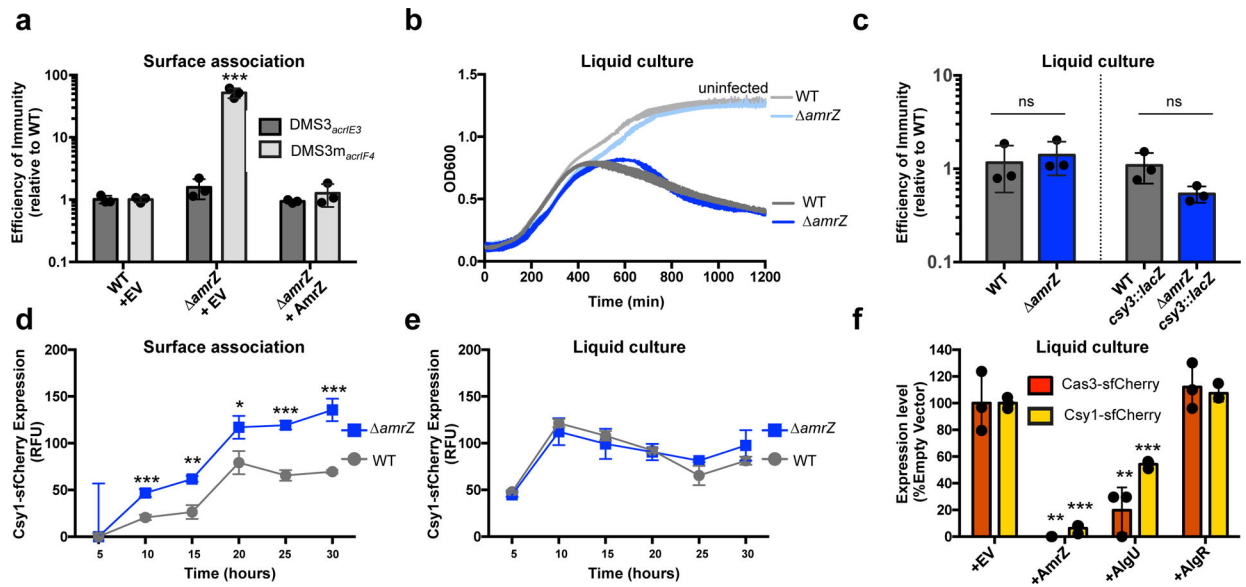 a
Surface association
Efficiency of Immunity
(relative to WT)
100
10
1
0.1
***
DMS3acrIE3
DMS3macrIF4
WT
+EV
ΔamrZ
+ EV
ΔamrZ
+ AmrZ
b
Liquid culture
OD600
1.5
1.0
0.5
0.0
0
200
400
600
800
1000
1200
Time (min)
uninfected
WT
ΔamrZ
WT
ΔamrZ
c
Liquid culture
Efficiency of Immunity
(relative to WT)
10
1
0.1
ns
ns
WT
ΔamrZ
WT
csy3::lacZ
ΔamrZ
csy3::lacZ
d
Surface association
Csy1-sfCherry Expression
(RFU)
200
150
100
50
0
***
**
*
***
***
ΔamrZ
WT
5
10
15
20
25
30
Time (hours)
e
Liquid culture
Csy1-sfCherry Expression
(RFU)
200
150
100
50
0
ΔamrZ
WT
5
10
15
20
25
30
Time (hours)
f
Liquid culture
Expression level
(%Empty Vector)
140
120
100
80
60
40
20
0
Cas3-sfCherry
Csy1-sfCherry
**
***
**
***
+EV
+AmrZ
+AlgU
+AlgR